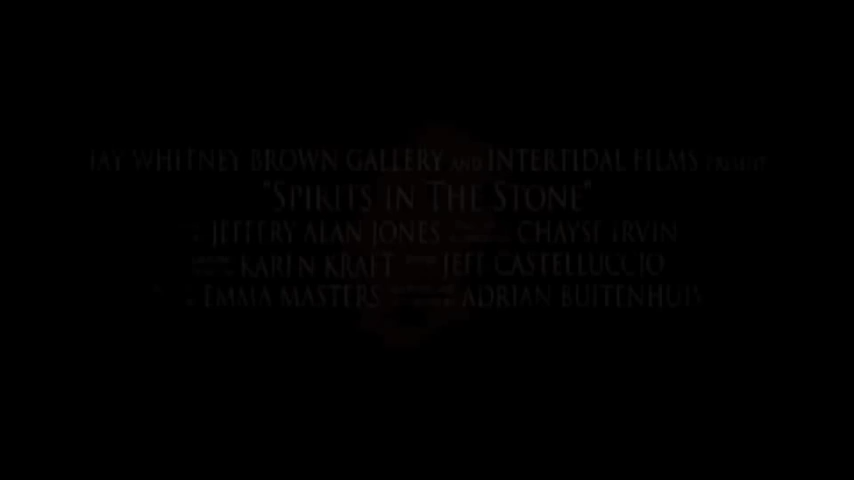 JAY WHITNEY BROWN GALLERY AND INTERTIDAL FILMS PRESENT
"SPIRITS IN THE STONE"
JEFFERY ALAN JONES CHAYSE IRVIN
KAREN KRAFT JEFF CASTELLUCCIO
EMMA MASTERS ADRIAN BUITENHUIS